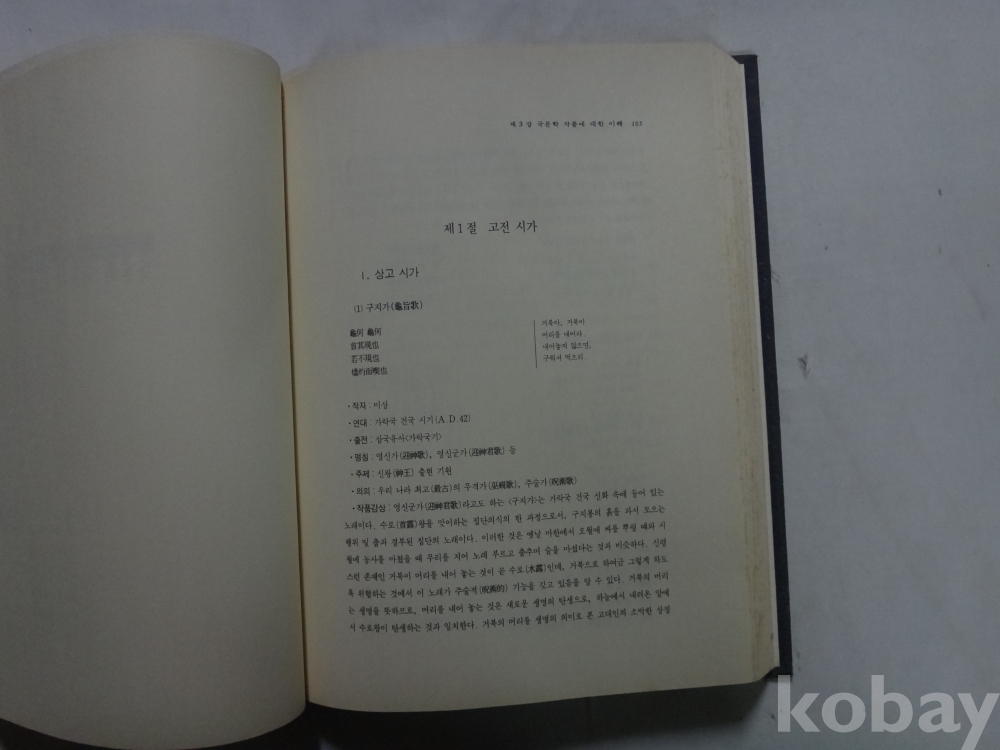 제 3 장 국문학 작품에 대한 이해 103
제 1 절 고전 시가
1. 상고 시가
(1) 구지가(龜旨歌)
龜何 龜何
首其現也
若不現也
燔灼而喫也
거북아, 거북아
머리를 내어라.
내어놓지 않으면,
구워서 먹으리.
·작자 : 미상
·연대 : 가락국 건국 시기(A. D. 42)
·출전 : 삼국유사〈가락국기〉
·명칭 : 영신가(迎神歌), 영신군가(迎神君歌) 등
·주제 : 신왕(神王) 출현 기원
·의의 : 우리 나라 최고(最古)의 무격가(巫覡歌), 주술가(呪術歌)
·작품감상 : 영신군가(迎神君歌)라고도 하는 〈구지가〉는 가락국 건국 신화 속에 들어 있는
노래이다. 수로(首露)왕을 맞이하는 집단의식의 한 과정으로서, 구지봉의 흙을 파서 모으는
행위 및 춤과 결부된 집단의 노래이다. 이러한 것은 옛날 마한에서 오월에 씨를 뿌릴 때와 시
월에 농사를 마쳤을 때 무리를 지어 노래 부르고 춤추며 술을 마셨다는 것과 비슷하다. 신령
스런 존재인 거북이 머리를 내어 놓는 것이 곧 수로(水露)인데, 거북으로 하여금 그렇게 하도
록 위협하는 것에서 이 노래가 주술적(呪術的) 기능을 갖고 있음을 알 수 있다. 거북의 머리
는 생명을 뜻하므로, 머리를 내어 놓는 것은 새로운 생명의 탄생으로, 하늘에서 내려온 알에
서 수로왕이 탄생하는 것과 일치한다. 거북의 머리를 생명의 의미로 본 고대인의 소박한 심성
kobay